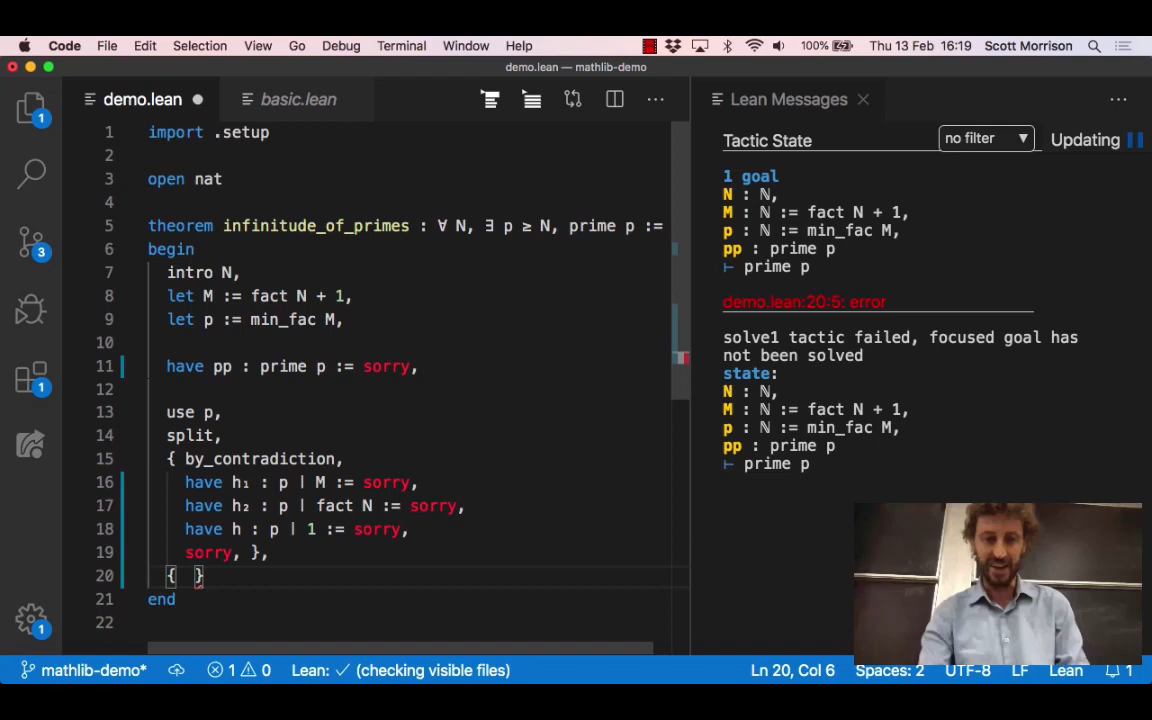 Code File Edit Selection View Go Debug Terminal Window Help 100% Thu 13 Feb 16:19 Scott Morrison
demo.lean — mathlib-demo
demo.lean basic.lean
1 import .setup
2
3 open nat
4
5 theorem infinitude_of_primes : ∀ N, ∃ p ≥ N, prime p :=
6 begin
7 intro N,
8 let M := fact N + 1,
9 let p := min_fac M,
10
11 have pp : prime p := sorry,
12
13 use p,
14 split,
15 { by_contradiction,
16 have h₁ : p ∣ M := sorry,
17 have h₂ : p ∣ fact N := sorry,
18 have h : p ∣ 1 := sorry,
19 sorry, },
20 { }
21 end
22
1
3
1
1
Lean Messages
Tactic State no filter Updating
1 goal
N : ℕ,
M : ℕ := fact N + 1,
p : ℕ := min_fac M,
pp : prime p
⊢ prime p
demo.lean:20:5: error
solve1 tactic failed, focused goal has
not been solved
state:
N : ℕ,
M : ℕ := fact N + 1,
p : ℕ := min_fac M,
pp : prime p
⊢ prime p
mathlib-demo* 1 0 Lean: ✓ (checking visible files) Ln 20, Col 6 Spaces: 2 UTF-8 LF Lean 1